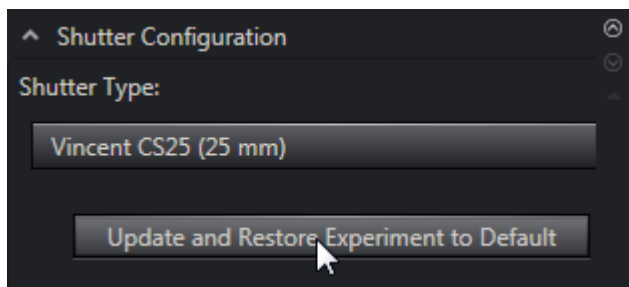 Shutter Configuration
Shutter Type:
Vincent CS25 (25 mm)
Update and Restore Experiment to Default